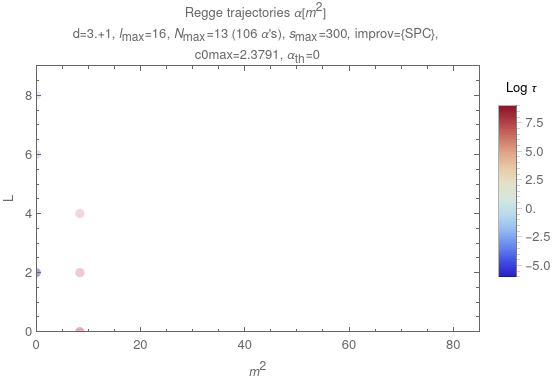 Regge trajectories α[m²]
d=3.+1, lmax=16, Nmax=13 (106 α's), smax=300, improv={SPC},
c0max=2.3791, αth=0
Log τ
8
6
4
2
0
L
0 20 40 60 80
m²
7.5
5.0
2.5
0.
−2.5
−5.0